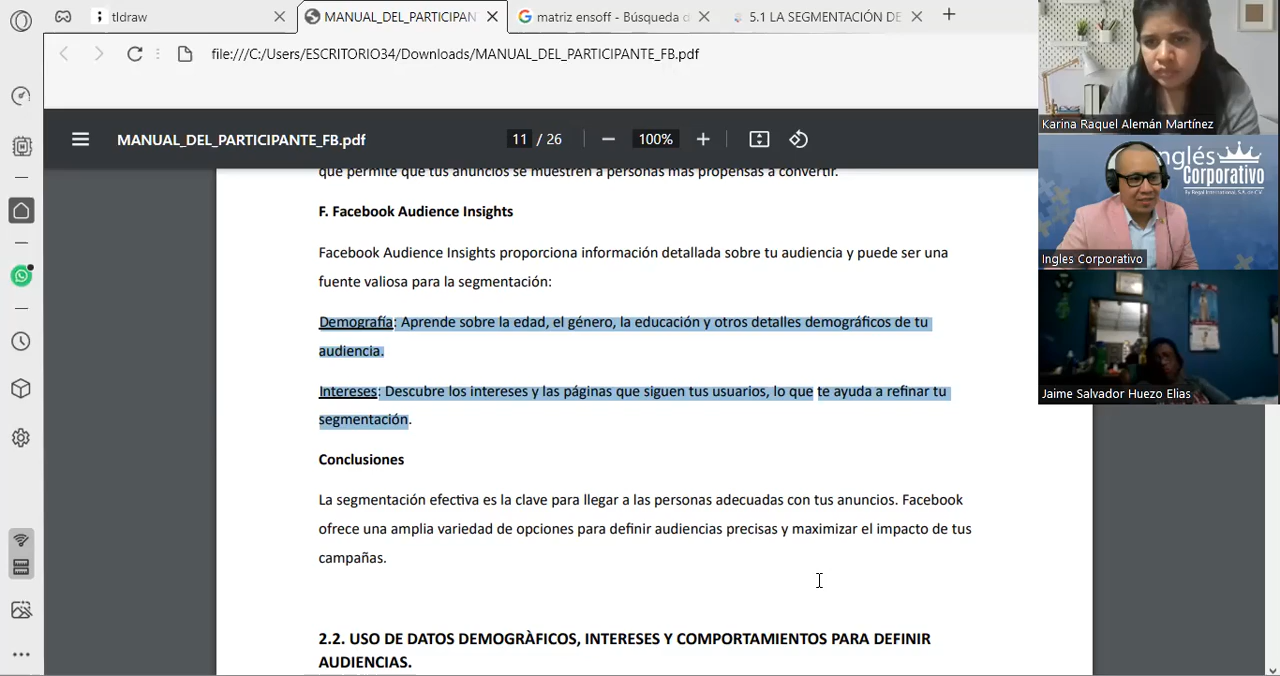 tldraw
MANUAL_DEL_PARTICIPAN
matriz ensoff - Búsqueda d
5.1 LA SEGMENTACIÓN DE
file:///C:/Users/ESCRITORIO34/Downloads/MANUAL_DEL_PARTICIPANTE_FB.pdf
MANUAL_DEL_PARTICIPANTE_FB.pdf
11 / 26
100%
que permite que tus anuncios se muestren a personas más propensas a convertir.
F. Facebook Audience Insights
Facebook Audience Insights proporciona información detallada sobre tu audiencia y puede ser una
fuente valiosa para la segmentación:
Demografía: Aprende sobre la edad, el género, la educación y otros detalles demográficos de tu
audiencia.
Intereses: Descubre los intereses y las páginas que siguen tus usuarios, lo que te ayuda a refinar tu
segmentación.
Conclusiones
La segmentación efectiva es la clave para llegar a las personas adecuadas con tus anuncios. Facebook
ofrece una amplia variedad de opciones para definir audiencias precisas y maximizar el impacto de tus
campañas.
2.2. USO DE DATOS DEMOGRÀFICOS, INTERESES Y COMPORTAMIENTOS PARA DEFINIR
AUDIENCIAS.
Karina Raquel Alemán Martínez
nglés
Corporativo
By Regal International, S.A. de C.V.
Ingles Corporativo
Jaime Salvador Huezo Elias